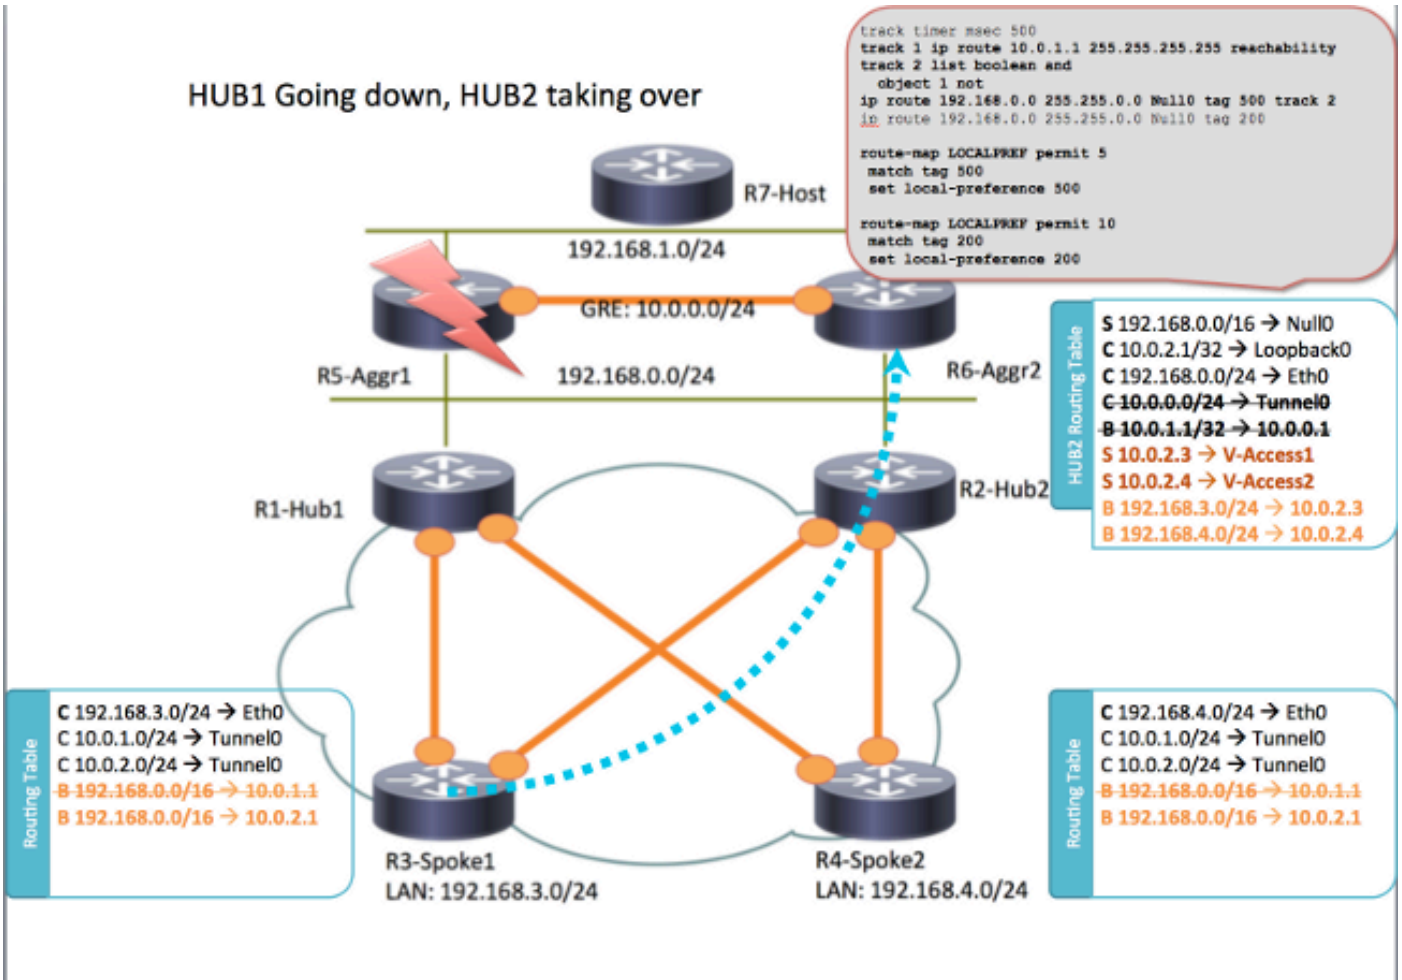 track timer msec 500
track 1 ip route 10.0.1.1 255.255.255.255 reachability
track 2 list boolean and
object 1 not
ip route 192.168.0.0 255.255.0.0 Null0 tag 500 track 2
ip route 192.168.0.0 255.255.0.0 Null0 tag 200
route-map LOCALPREF permit 5
match tag 500
set local-preference 500
route-map LOCALPREF permit 10
match tag 200
set local-preference 200
HUB1 Going down, HUB2 taking over
R7-Host
192.168.1.0/24
GRE: 10.0.0.0/24
R5-Aggr1
192.168.0.0/24
R6-Aggr2
HUB2 Routing Table
S 192.168.0.0/16 → Null0
C 10.0.2.1/32 → Loopback0
C 192.168.0.0/24 → Eth0
C 10.0.0.0/24 → Tunnel0
B 10.0.1.1/32 → 10.0.0.1
S 10.0.2.3 → V-Access1
S 10.0.2.4 → V-Access2
B 192.168.3.0/24 → 10.0.2.3
B 192.168.4.0/24 → 10.0.2.4
R1-Hub1
R2-Hub2
Routing Table
C 192.168.3.0/24 → Eth0
C 10.0.1.0/24 → Tunnel0
C 10.0.2.0/24 → Tunnel0
B 192.168.0.0/16 → 10.0.1.1
B 192.168.0.0/16 → 10.0.2.1
Routing Table
C 192.168.4.0/24 → Eth0
C 10.0.1.0/24 → Tunnel0
C 10.0.2.0/24 → Tunnel0
B 192.168.0.0/16 → 10.0.1.1
B 192.168.0.0/16 → 10.0.2.1
R3-Spoke1
LAN: 192.168.3.0/24
R4-Spoke2
LAN: 192.168.4.0/24